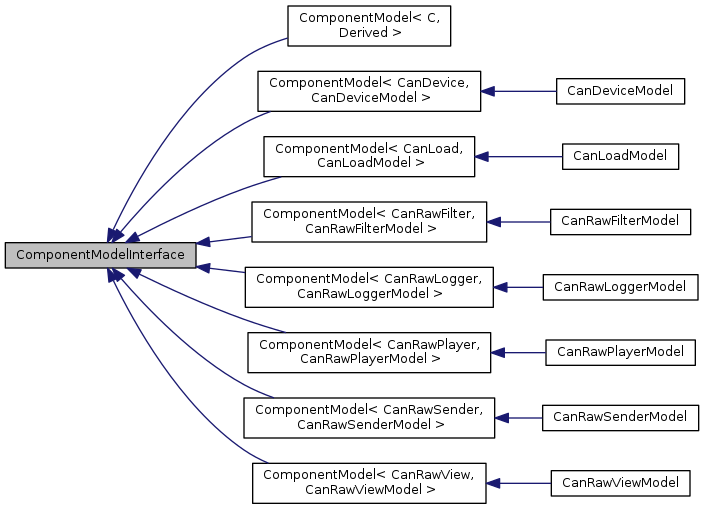 ComponentModel< C,
Derived >
ComponentModel< CanDevice,
CanDeviceModel >
CanDeviceModel
ComponentModel< CanLoad,
CanLoadModel >
CanLoadModel
ComponentModel< CanRawFilter,
CanRawFilterModel >
CanRawFilterModel
ComponentModelInterface
ComponentModel< CanRawLogger,
CanRawLoggerModel >
CanRawLoggerModel
ComponentModel< CanRawPlayer,
CanRawPlayerModel >
CanRawPlayerModel
ComponentModel< CanRawSender,
CanRawSenderModel >
CanRawSenderModel
ComponentModel< CanRawView,
CanRawViewModel >
CanRawViewModel